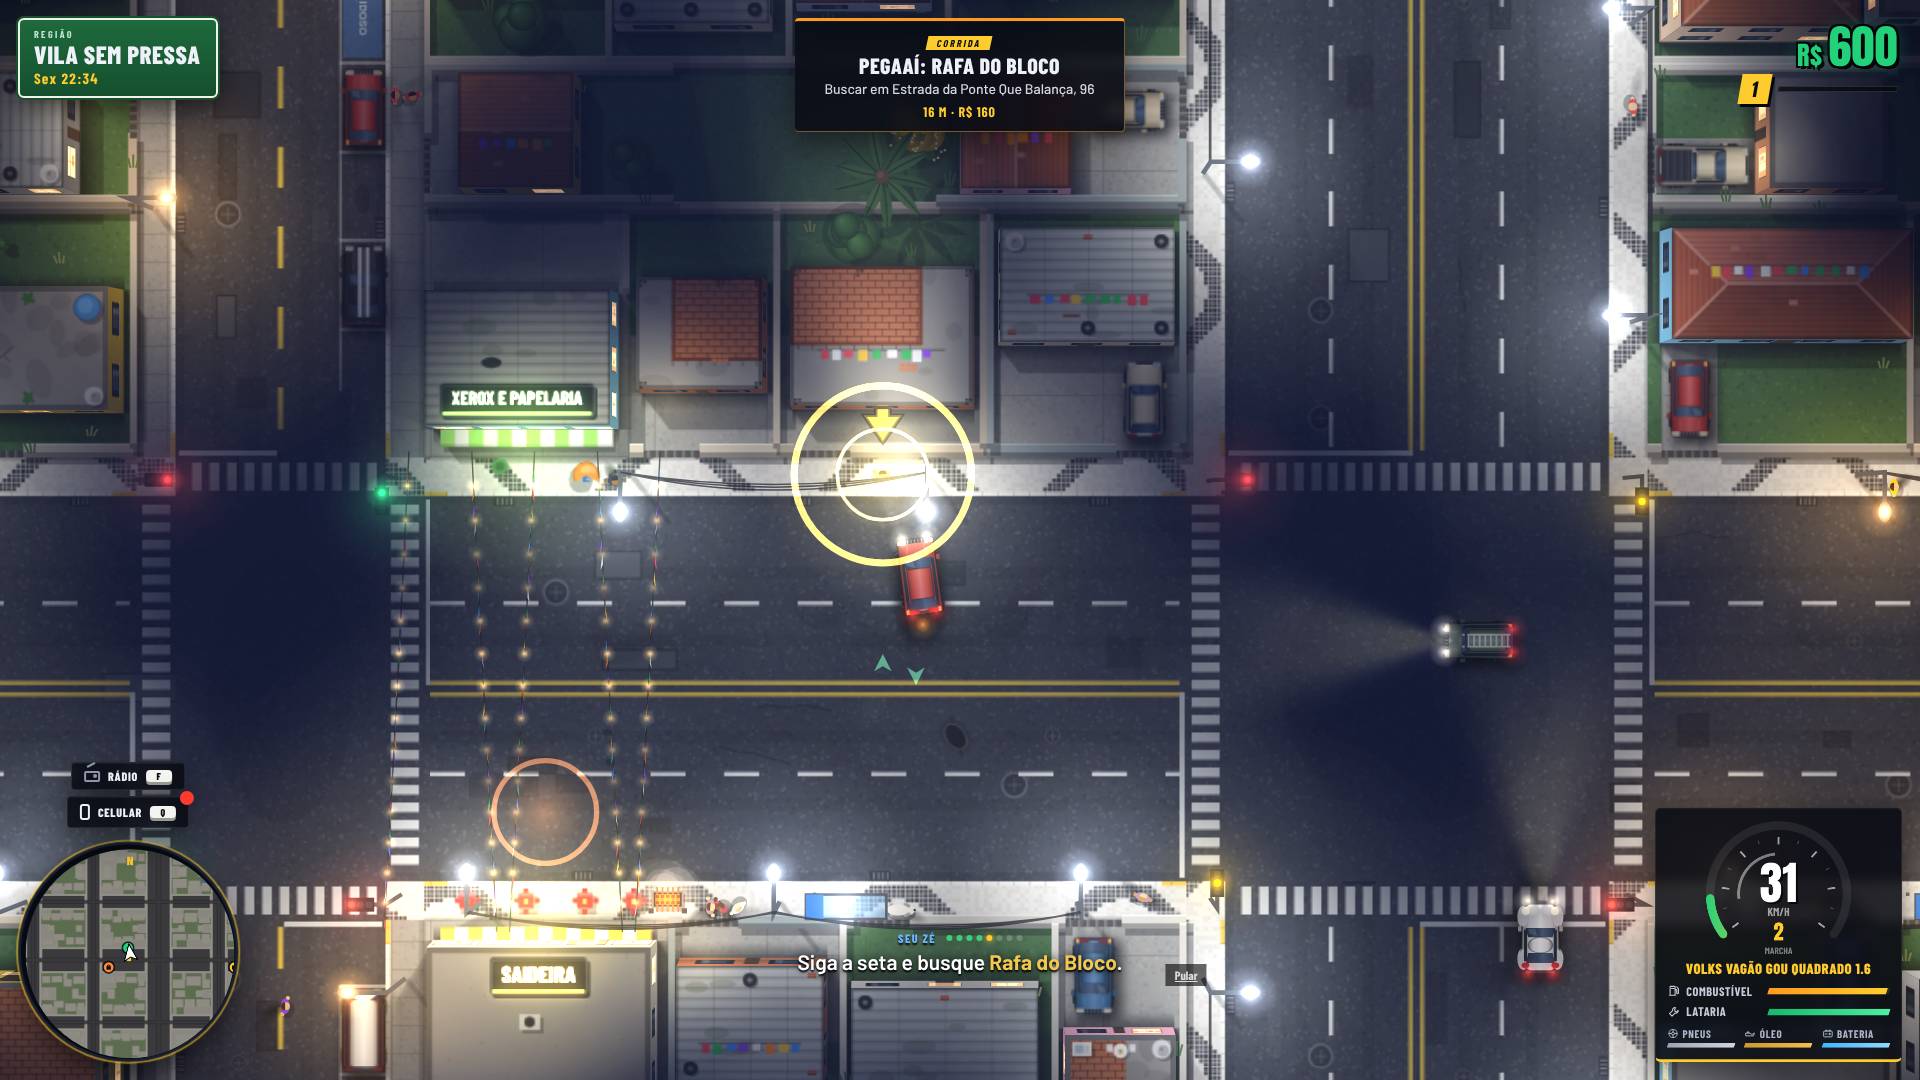 REGIÃO
VILA SEM PRESSA
Sex 22:34
CORRIDA
PEGAAÍ: RAFA DO BLOCO
Buscar em Estrada da Ponte Que Balança, 96
16 M · R$ 160
R$ 600
1
XEROX E PAPELARIA
RÁDIO F
CELULAR Q
N
SAIDEIRA
SEU ZÉ
Siga a seta e busque Rafa do Bloco.
Pular
31
KM/H
2
MARCHA
VOLKS VAGÃO GOU QUADRADO 1.6
COMBUSTÍVEL
LATARIA
PNEUS ÓLEO BATERIA